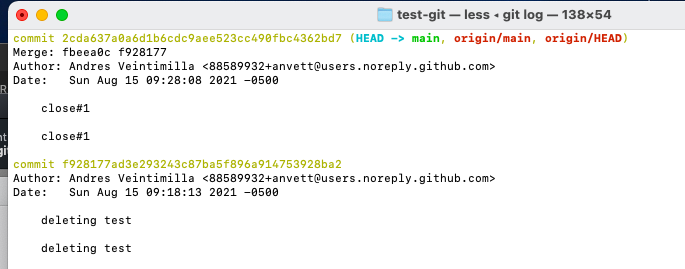 test-git — less ◂ git log — 138×54
commit 2cda637a0a6d1b6cdc9aee523cc490fbc4362bd7 (HEAD -> main, origin/main, origin/HEAD)
Merge: fbeea0c f928177
Author: Andres Veintimilla <88589932+anvett@users.noreply.github.com>
Date:   Sun Aug 15 09:28:08 2021 -0500
close#1
close#1
commit f928177ad3e293243c87ba5f896a914753928ba2
Author: Andres Veintimilla <88589932+anvett@users.noreply.github.com>
Date:   Sun Aug 15 09:18:13 2021 -0500
deleting test
deleting test